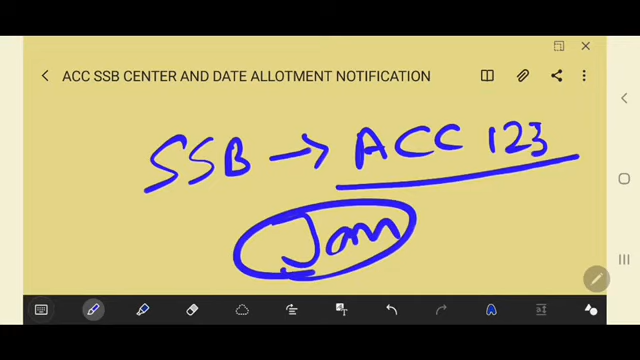 ACC SSB CENTER AND DATE ALLOTMENT NOTIFICATION
SSB → ACC 123
Jan